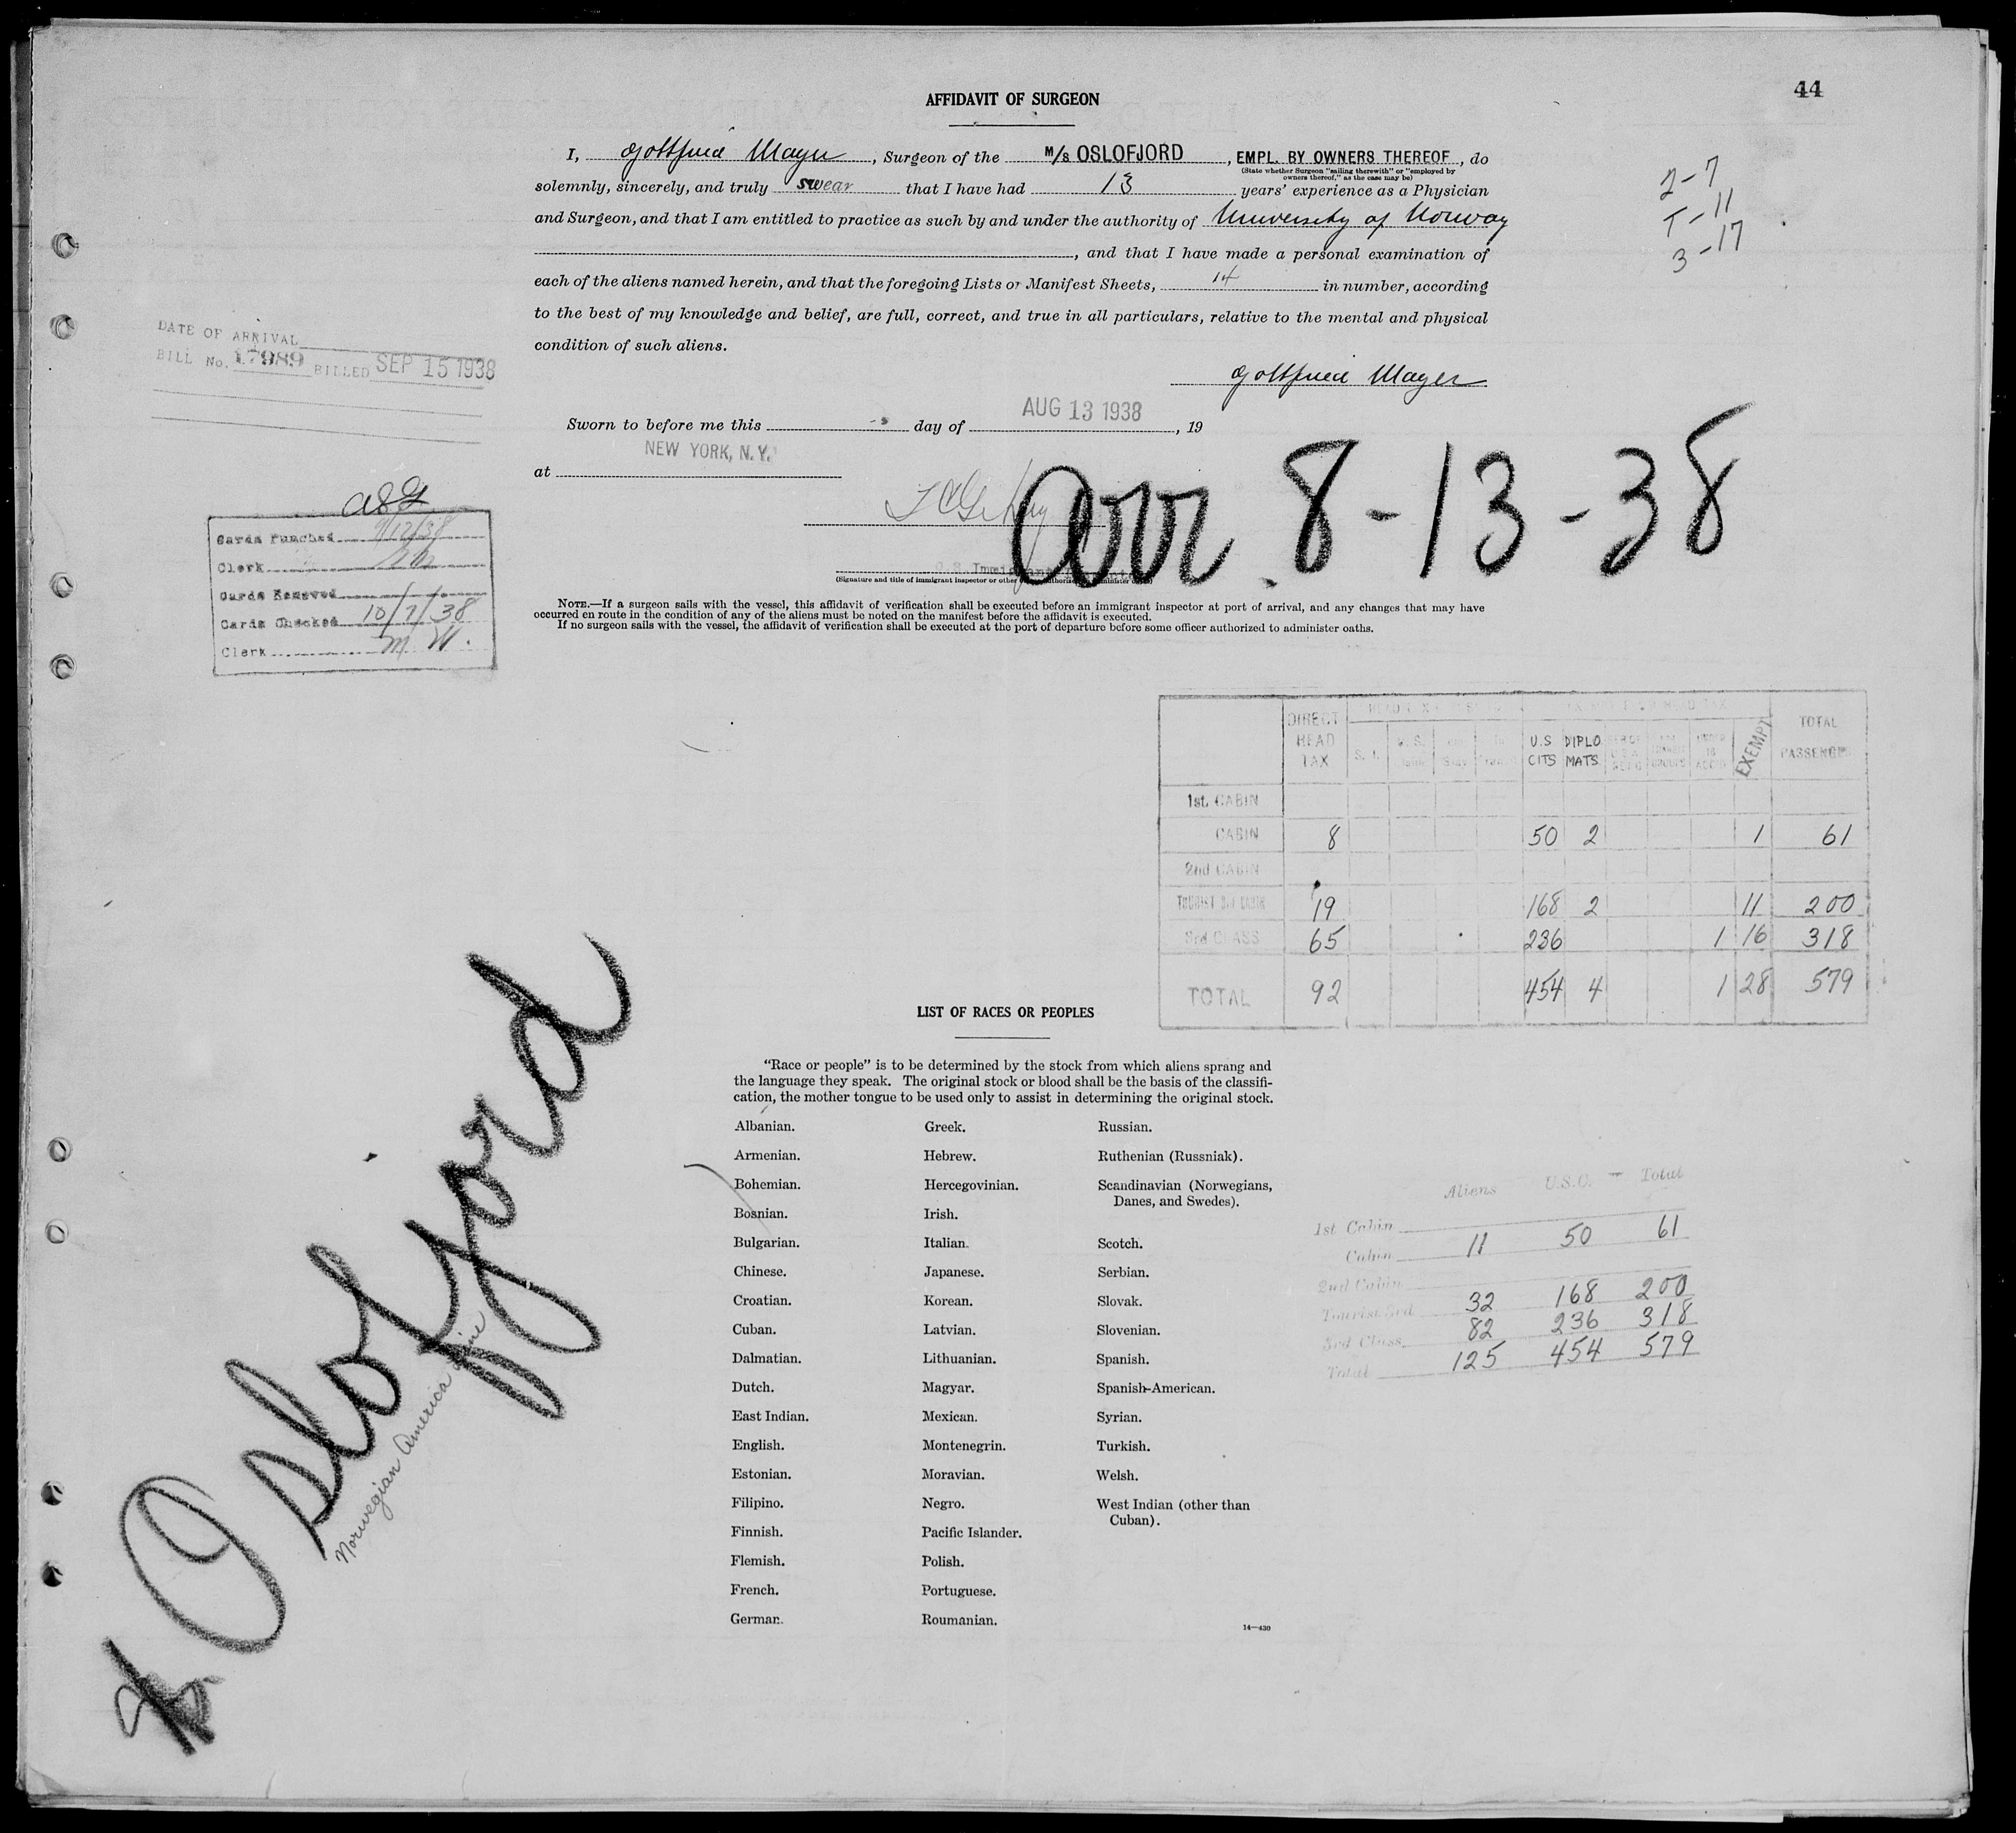 44
AFFIDAVIT OF SURGEON
I, Gottfried Mayer, Surgeon of the M/S OSLOFJORD, EMPL. BY OWNERS THEREOF, do
(State whether Surgeon "sailing therewith" or "employed by
owners thereof," as the case may be)
solemnly, sincerely, and truly swear that I have had 13 years' experience as a Physician
and Surgeon, and that I am entitled to practice as such by and under the authority of University of Norway
, and that I have made a personal examination of
each of the aliens named herein, and that the foregoing Lists or Manifest Sheets, 14 in number, according
to the best of my knowledge and belief, are full, correct, and true in all particulars, relative to the mental and physical
condition of such aliens.
Gottfried Mayer
2-7
T-11
3-17
DATE OF ARRIVAL
BILL No. 17989 BILLED SEP 15 1938
Sworn to before me this day of AUG 13 1938, 19
at NEW YORK, N.Y.
arr 8-13-38
(Signature and title of immigrant inspector or other
Cards Punched 9/12/38
Clerk
Cards Removed
Cards Checked 10/7/38
Clerk M W.
NOTE.—If a surgeon sails with the vessel, this affidavit of verification shall be executed before an immigrant inspector at port of arrival, and any changes that may have
occurred en route in the condition of any of the aliens must be noted on the manifest before the affidavit is executed.
If no surgeon sails with the vessel, the affidavit of verification shall be executed at the port of departure before some officer authorized to administer oaths.
DIRECT HEAD TAX U.S CITS DIPLO MATS EXEMPT TOTAL PASSENGERS
1st. CABIN
CABIN 8 50 2 1 61
2nd CABIN
TOURIST 3rd CABIN 19 168 2 11 200
3rd CLASS 65 236 1 16 318
TOTAL 92 454 4 1 28 579
Oslofjord
Norwegian America Line
LIST OF RACES OR PEOPLES
"Race or people" is to be determined by the stock from which aliens sprang and
the language they speak. The original stock or blood shall be the basis of the classifi-
cation, the mother tongue to be used only to assist in determining the original stock.
Albanian.
Armenian.
Bohemian.
Bosnian.
Bulgarian.
Chinese.
Croatian.
Cuban.
Dalmatian.
Dutch.
East Indian.
English.
Estonian.
Filipino.
Finnish.
Flemish.
French.
German.
Greek.
Hebrew.
Hercegovinian.
Irish.
Italian.
Japanese.
Korean.
Latvian.
Lithuanian.
Magyar.
Mexican.
Montenegrin.
Moravian.
Negro.
Pacific Islander.
Polish.
Portuguese.
Roumanian.
Russian.
Ruthenian (Russniak).
Scandinavian (Norwegians,
Danes, and Swedes).
Scotch.
Serbian.
Slovak.
Slovenian.
Spanish.
Spanish-American.
Syrian.
Turkish.
Welsh.
West Indian (other than
Cuban).
14—430
Aliens U.S.C. Total
1st Cabin
Cabin 11 50 61
2nd Cabin
Tourist 3rd 32 168 200
3rd Class 82 236 318
Total 125 454 579